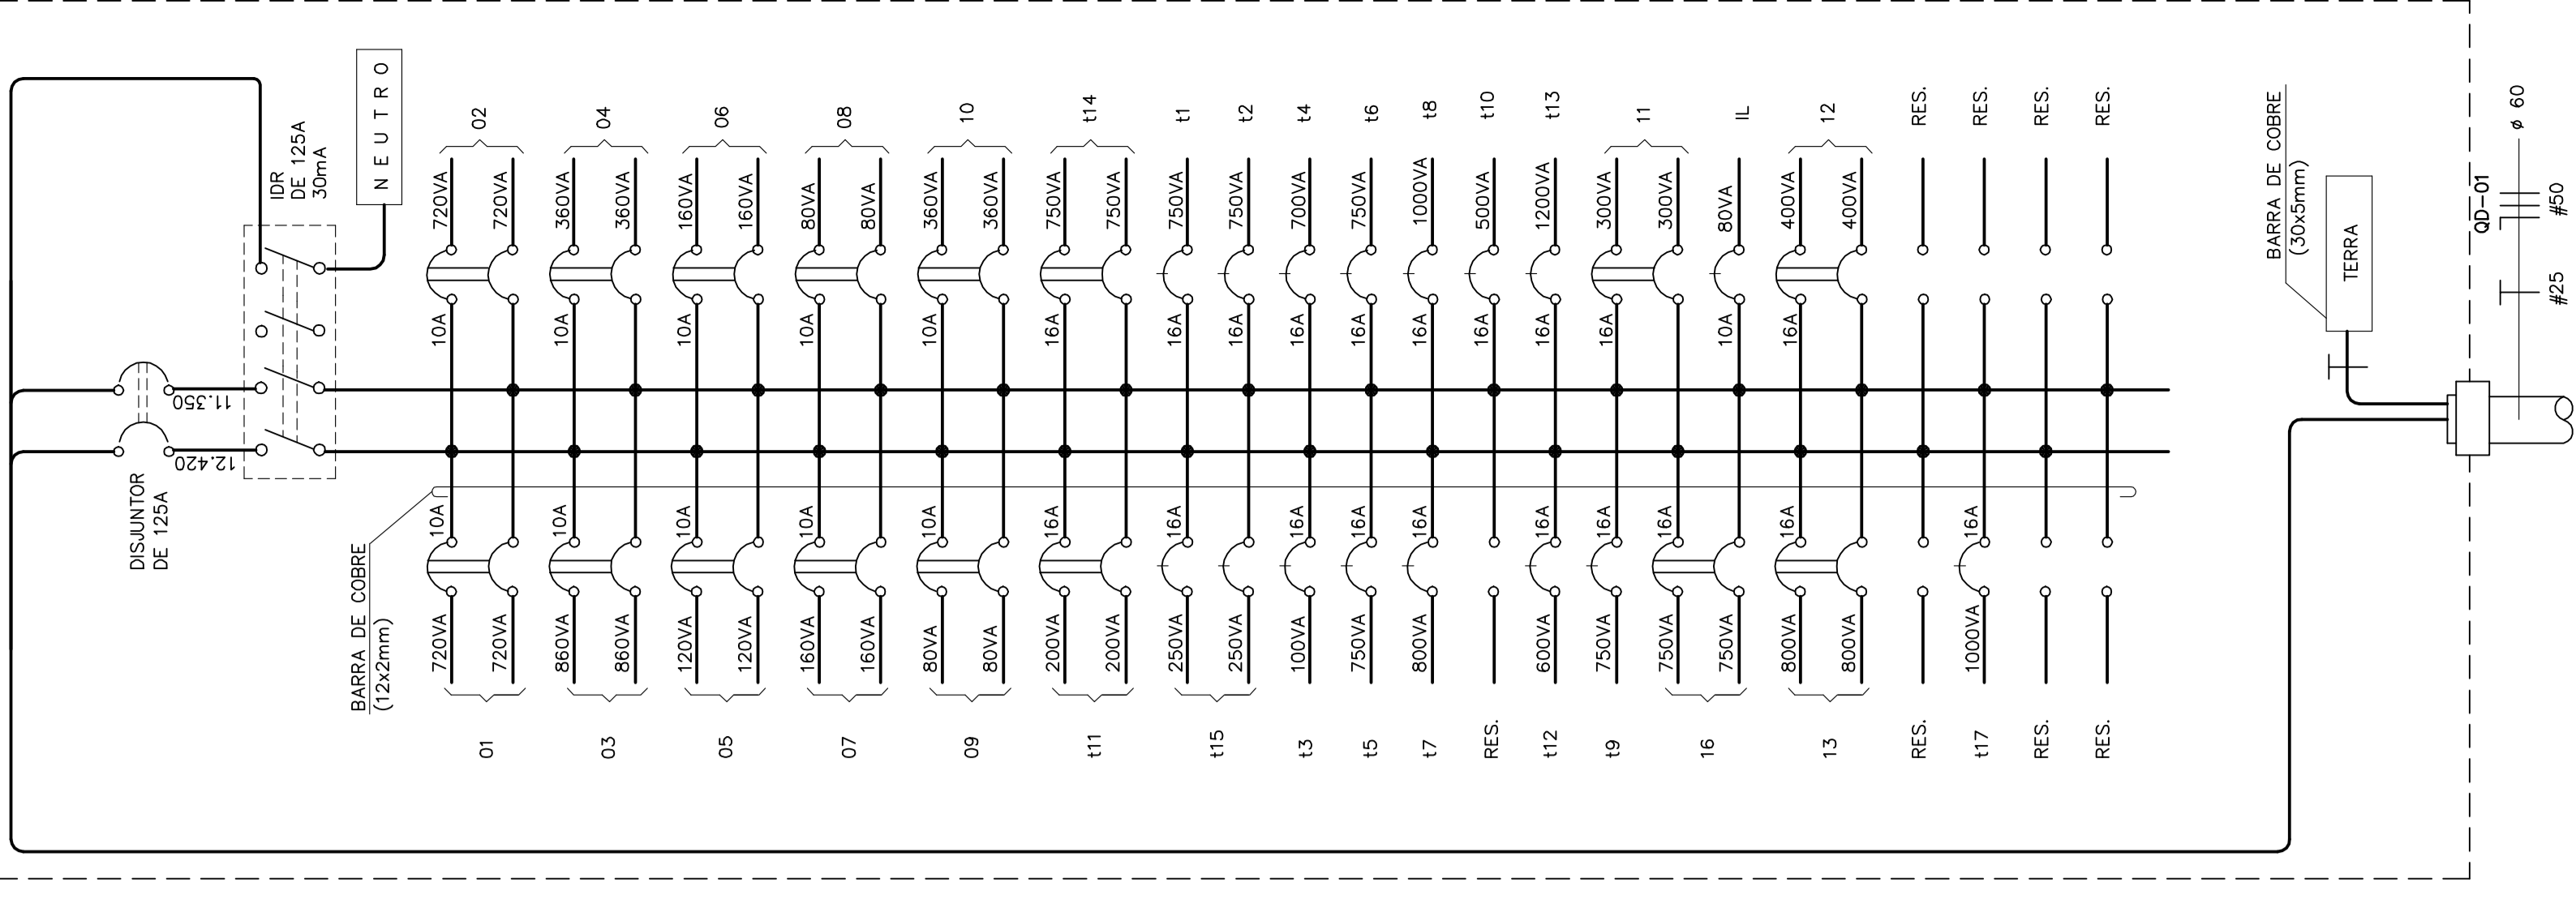 IDR
DE 125A
30mA
NEUTRO
DISJUNTOR
DE 125A
11.350
12.420
BARRA DE COBRE
(12x2mm)
02
04
06
08
10
t14
t1
t2
t4
t6
t8
t10
t13
11
IL
12
RES.
RES.
RES.
RES.
720VA
720VA
360VA
360VA
160VA
160VA
80VA
80VA
360VA
360VA
750VA
750VA
750VA
750VA
700VA
750VA
1000VA
500VA
1200VA
300VA
300VA
80VA
400VA
400VA
10A
10A
10A
10A
10A
16A
16A
16A
16A
16A
16A
16A
16A
16A
10A
16A
10A
10A
10A
10A
10A
16A
16A
16A
16A
16A
16A
16A
16A
16A
16A
720VA
720VA
860VA
860VA
120VA
120VA
160VA
160VA
80VA
80VA
200VA
200VA
250VA
250VA
100VA
750VA
800VA
600VA
750VA
750VA
750VA
800VA
800VA
1000VA
01
03
05
07
09
t11
t15
t3
t5
t7
RES.
t12
t9
16
13
RES.
t17
RES.
RES.
BARRA DE COBRE
(30x5mm)
TERRA
QD-01
ø 60
#50
#25